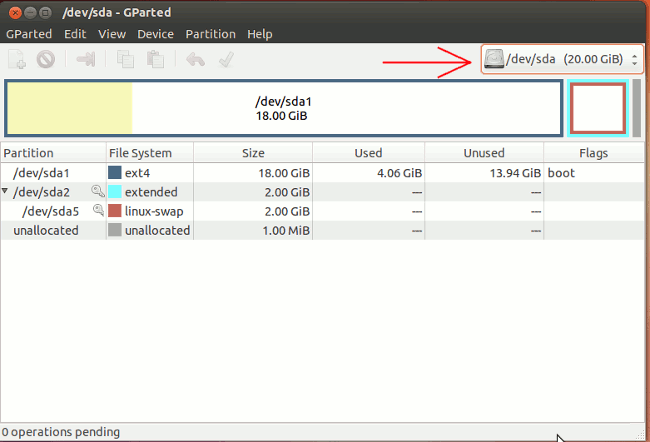 /dev/sda - GParted
GParted Edit View Device Partition Help
/dev/sda (20.00 GiB)
/dev/sda1
18.00 GiB
Partition File System Size Used Unused Flags
/dev/sda1 ext4 18.00 GiB 4.06 GiB 13.94 GiB boot
/dev/sda2 extended 2.00 GiB --- ---
/dev/sda5 linux-swap 2.00 GiB --- ---
unallocated unallocated 1.00 MiB --- ---
0 operations pending